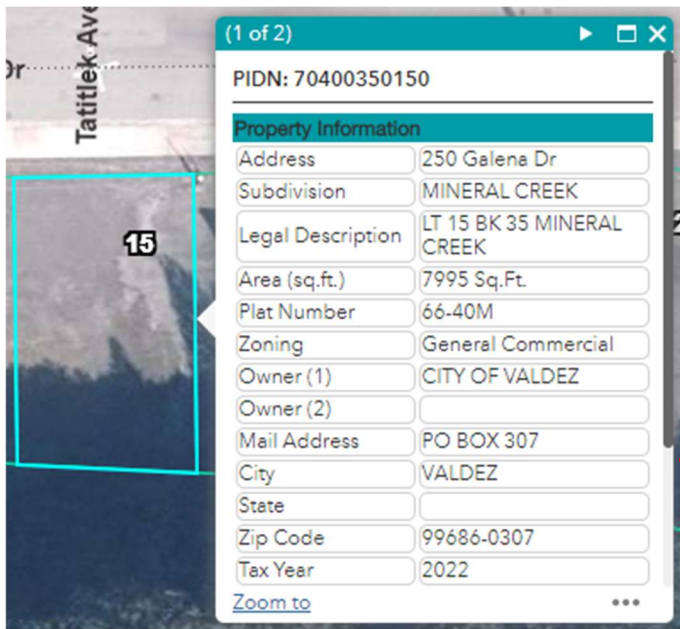 (1 of 2)
PIDN: 70400350150
Property Information
Address 250 Galena Dr
Subdivision MINERAL CREEK
Legal Description LT 15 BK 35 MINERAL
CREEK
Area (sq.ft.) 7995 Sq.Ft.
Plat Number 66-40M
Zoning General Commercial
Owner (1) CITY OF VALDEZ
Owner (2)
Mail Address PO BOX 307
City VALDEZ
State
Zip Code 99686-0307
Tax Year 2022
Zoom to
Tatitlek Ave
Dr
15